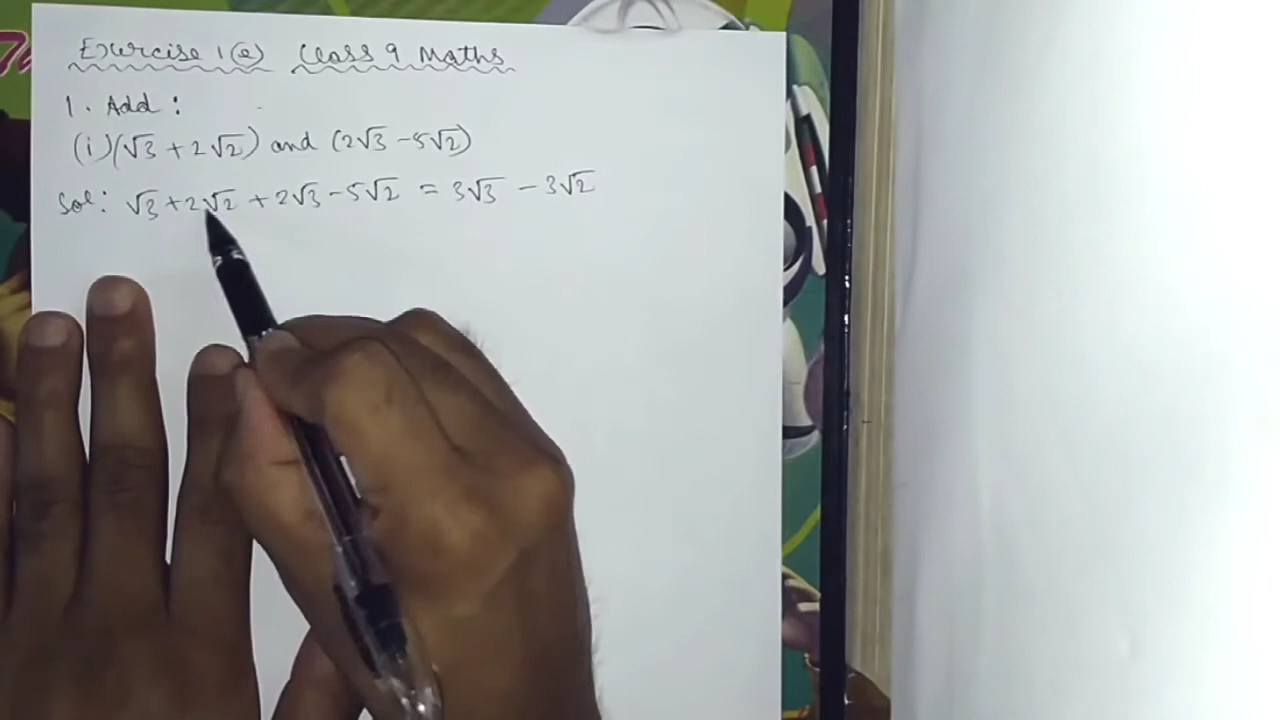 Exercise 1(e) Class 9 Maths
1. Add:
(i) (√3 + 2√2) and (2√3 - 5√2)
Sol: √3 + 2√2 + 2√3 - 5√2 = 3√3 - 3√2